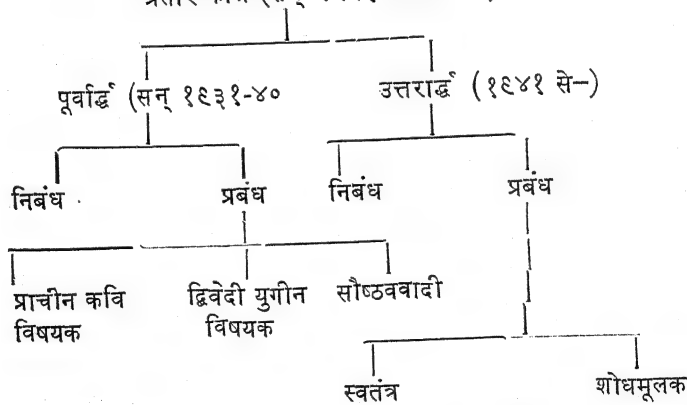 पूर्वार्द्ध (सन् १९३१-४०
उत्तरार्द्ध (१९४१ से-)
निबंध
प्रबंध
निबंध
प्रबंध
प्राचीन कवि
विषयक
द्विवेदी युगीन
विषयक
सौष्ठववादी
स्वतंत्र
शोधमूलक